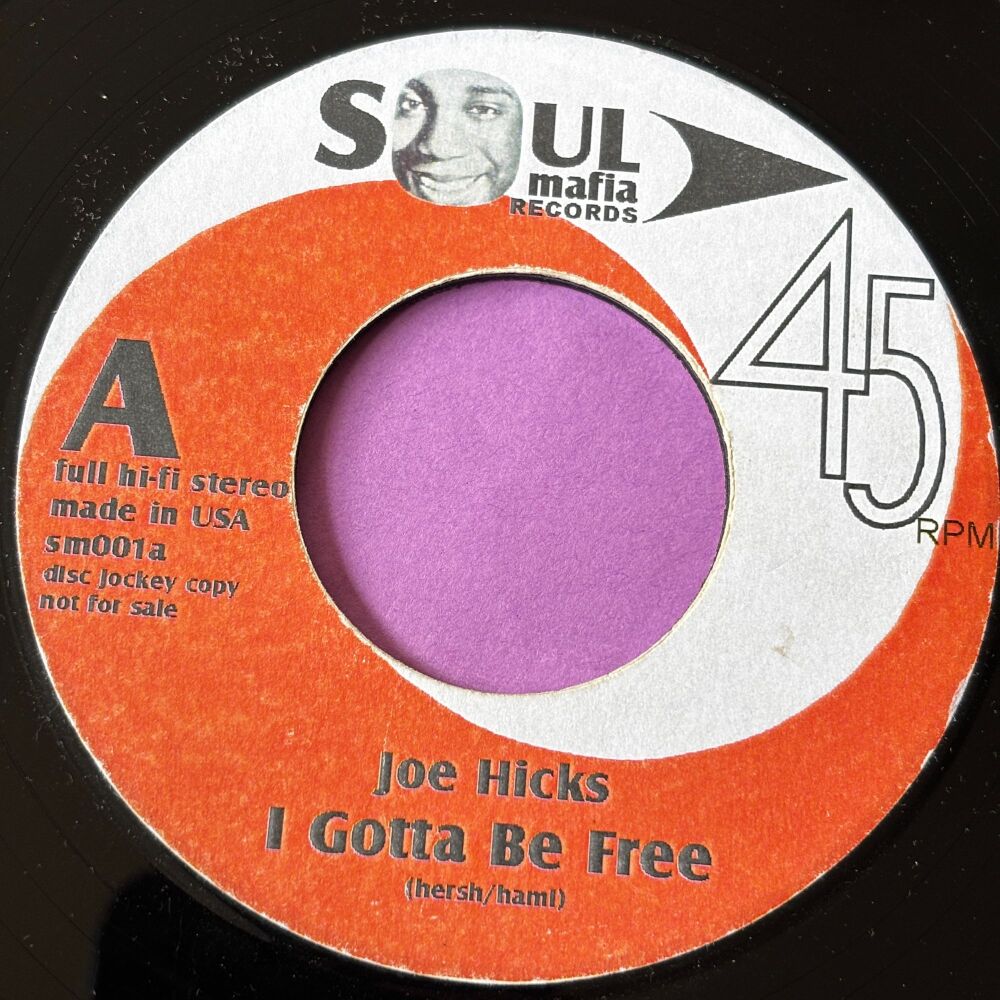 SOUL
mafia
RECORDS
45
RPM
A
full hi-fi stereo
made in USA
sm001a
disc jockey copy
not for sale
Joe Hicks
I Gotta Be Free
(hersh/haml)